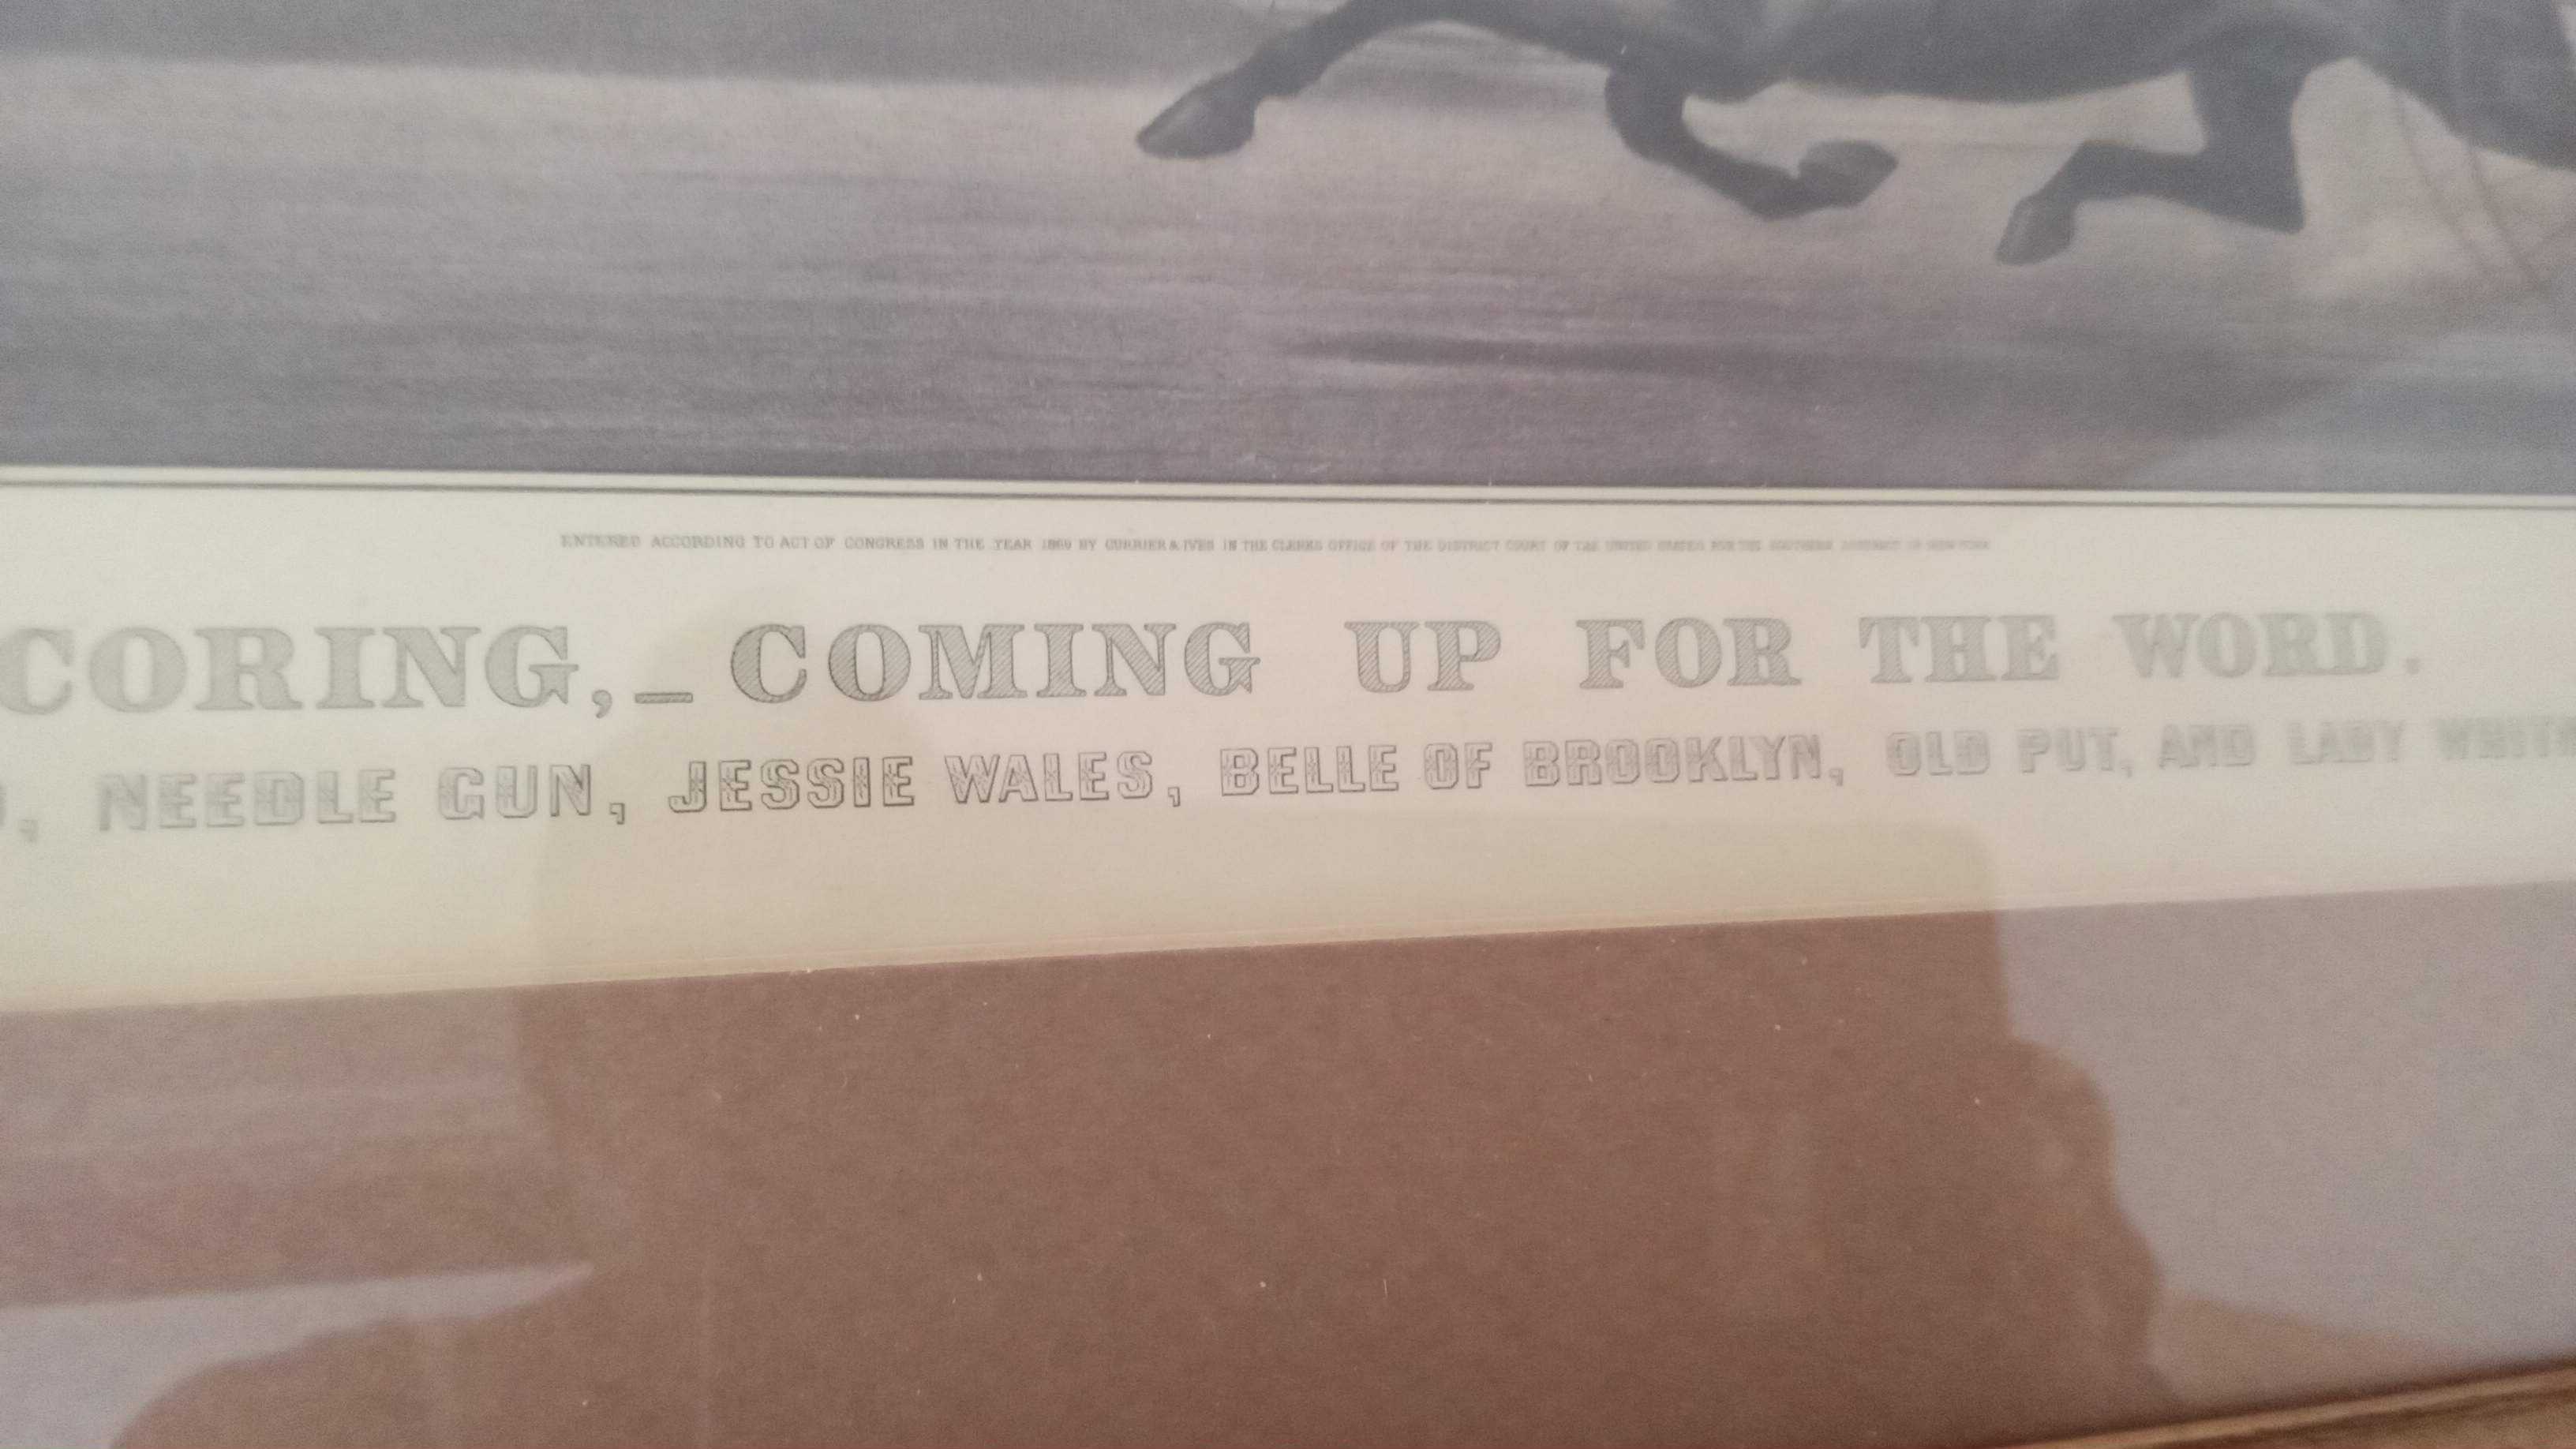 ENTERED ACCORDING TO ACT OF CONGRESS IN THE YEAR 1869 BY CURRIER & IVES IN THE CLERKS OFFICE OF THE DISTRICT COURT OF THE UNITED STATES FOR THE SOUTHERN DISTRICT OF NEW YORK
CORING,_COMING UP FOR THE WORD.
, NEEDLE GUN, JESSIE WALES, BELLE OF BROOKLYN, OLD PUT, AND LADY WHIT